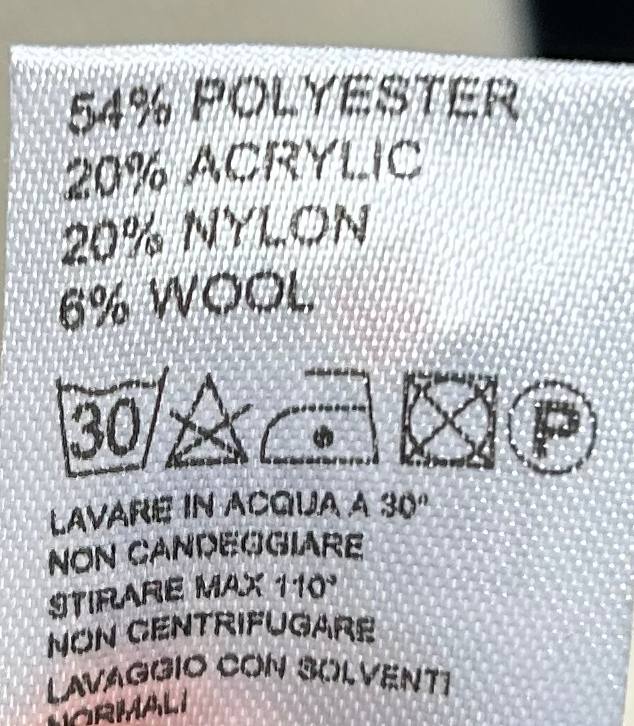 54% POLYESTER
20% ACRYLIC
20% NYLON
6% WOOL
30 P
LAVARE IN ACQUA A 30°
NON CANDEGGIARE
STIRARE MAX 110°
NON CENTRIFUGARE
LAVAGGIO CON SOLVENTI
NORMALI